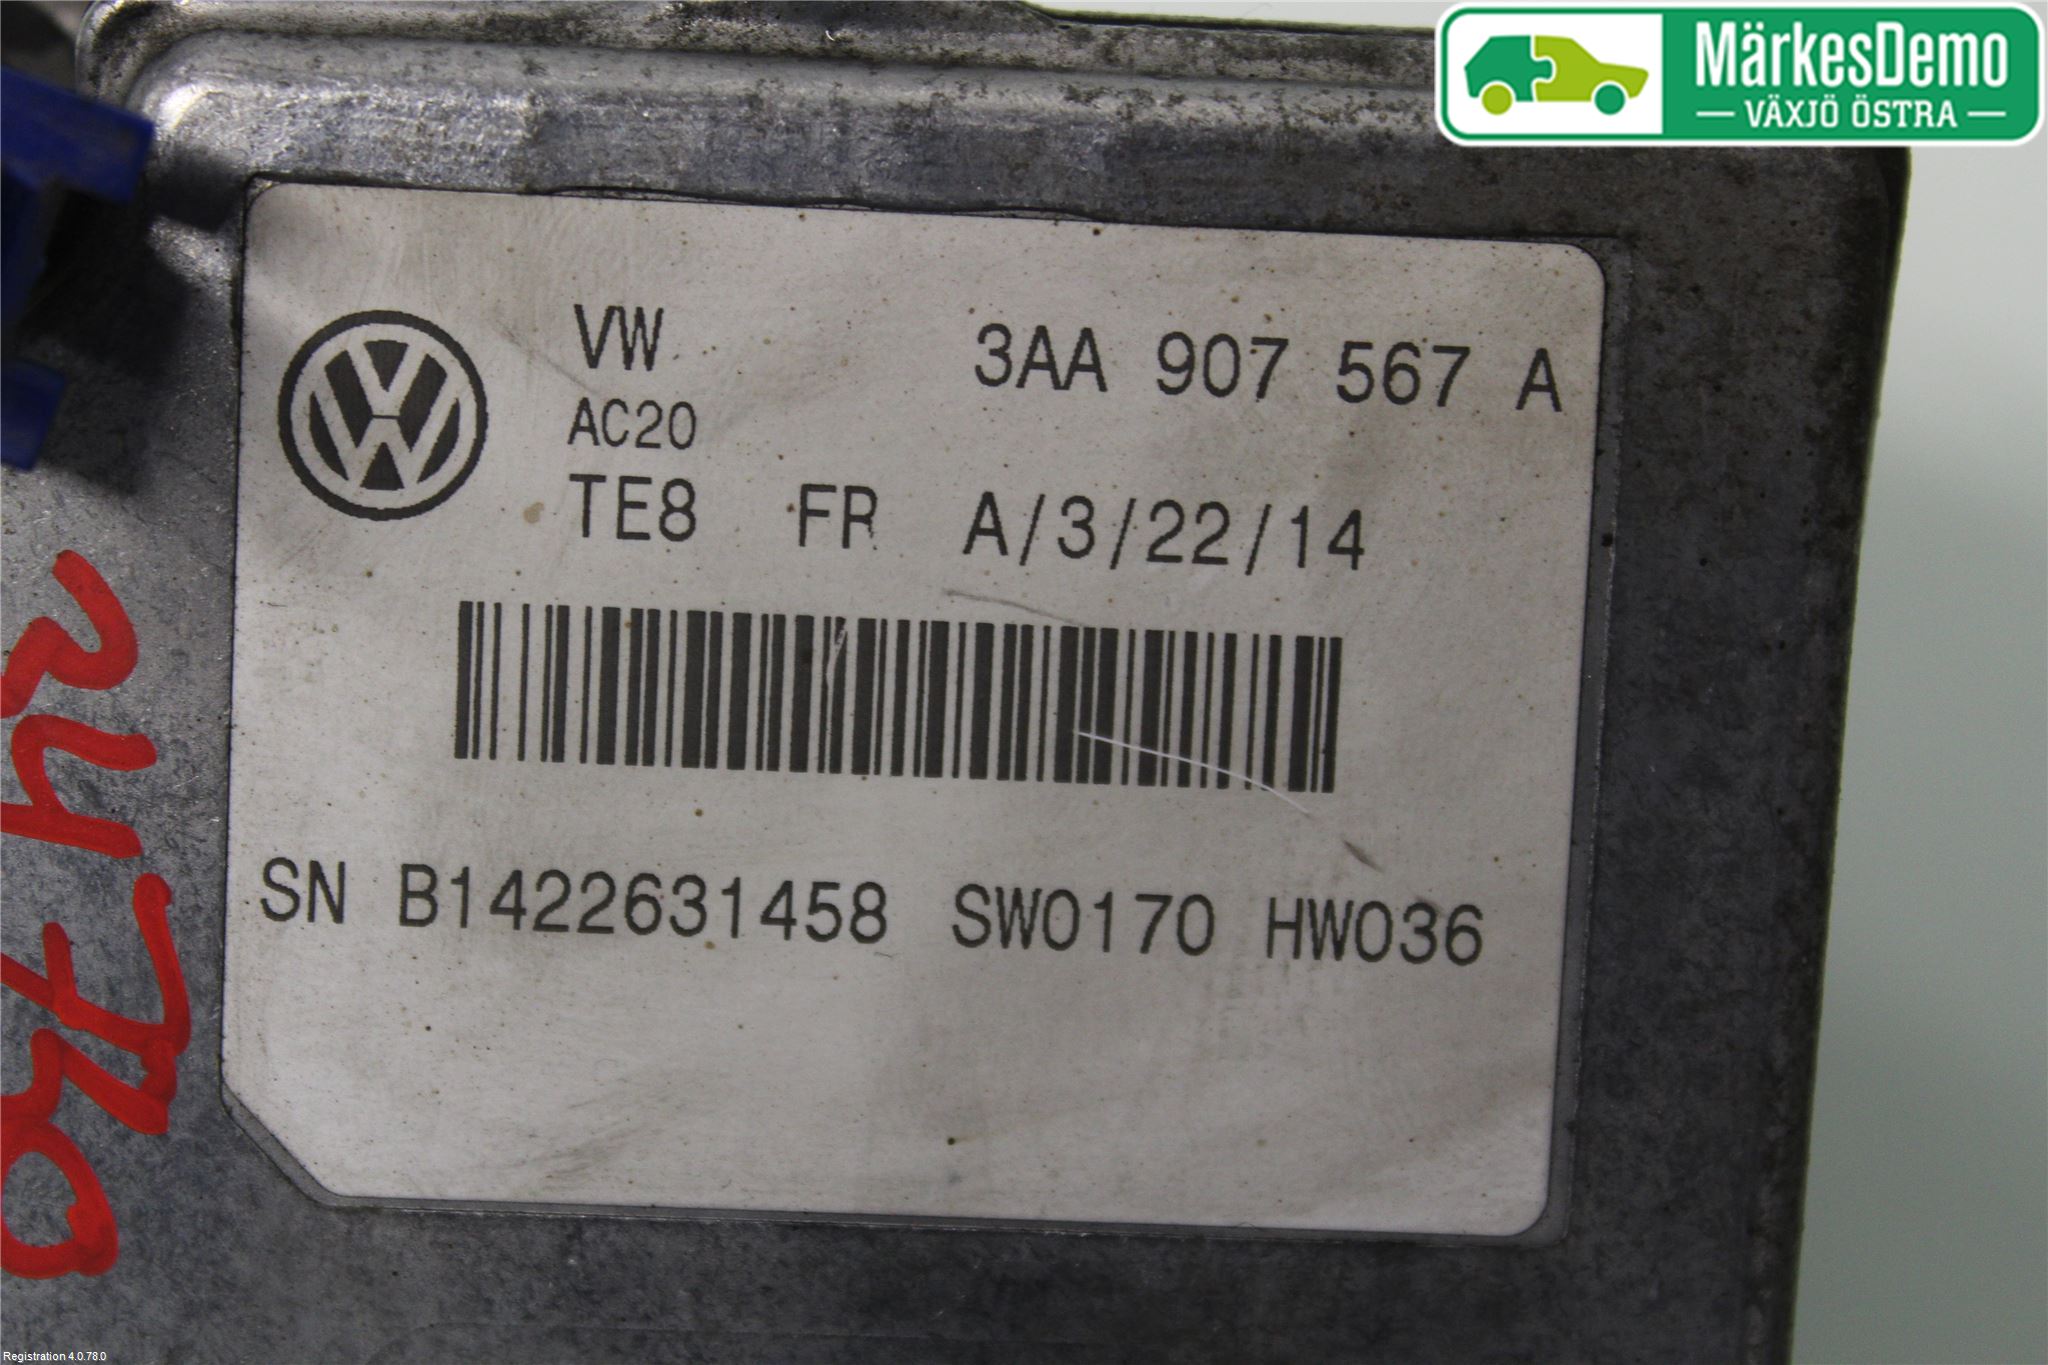 MärkesDemo
VÄXJÖ ÖSTRA
VW 3AA 907 567 A
AC20
TE8 FR A/3/22/14
SN B1422631458 SW0170 HW036
Registration 4.0.78.0